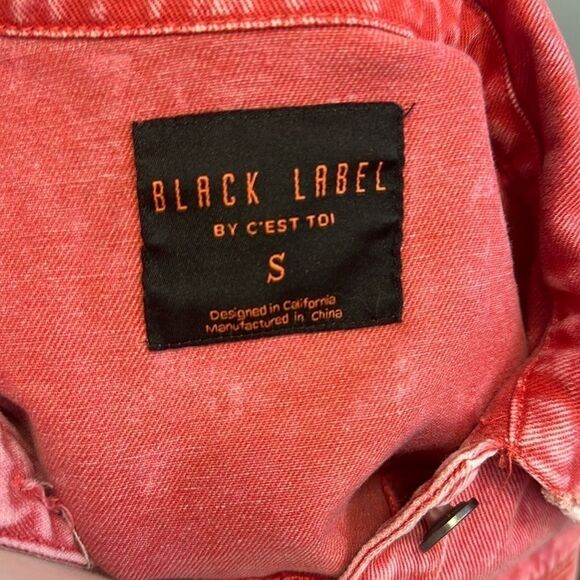 BLACK LABEL
BY C'EST TOI
S
Designed in California
Manufactured in China